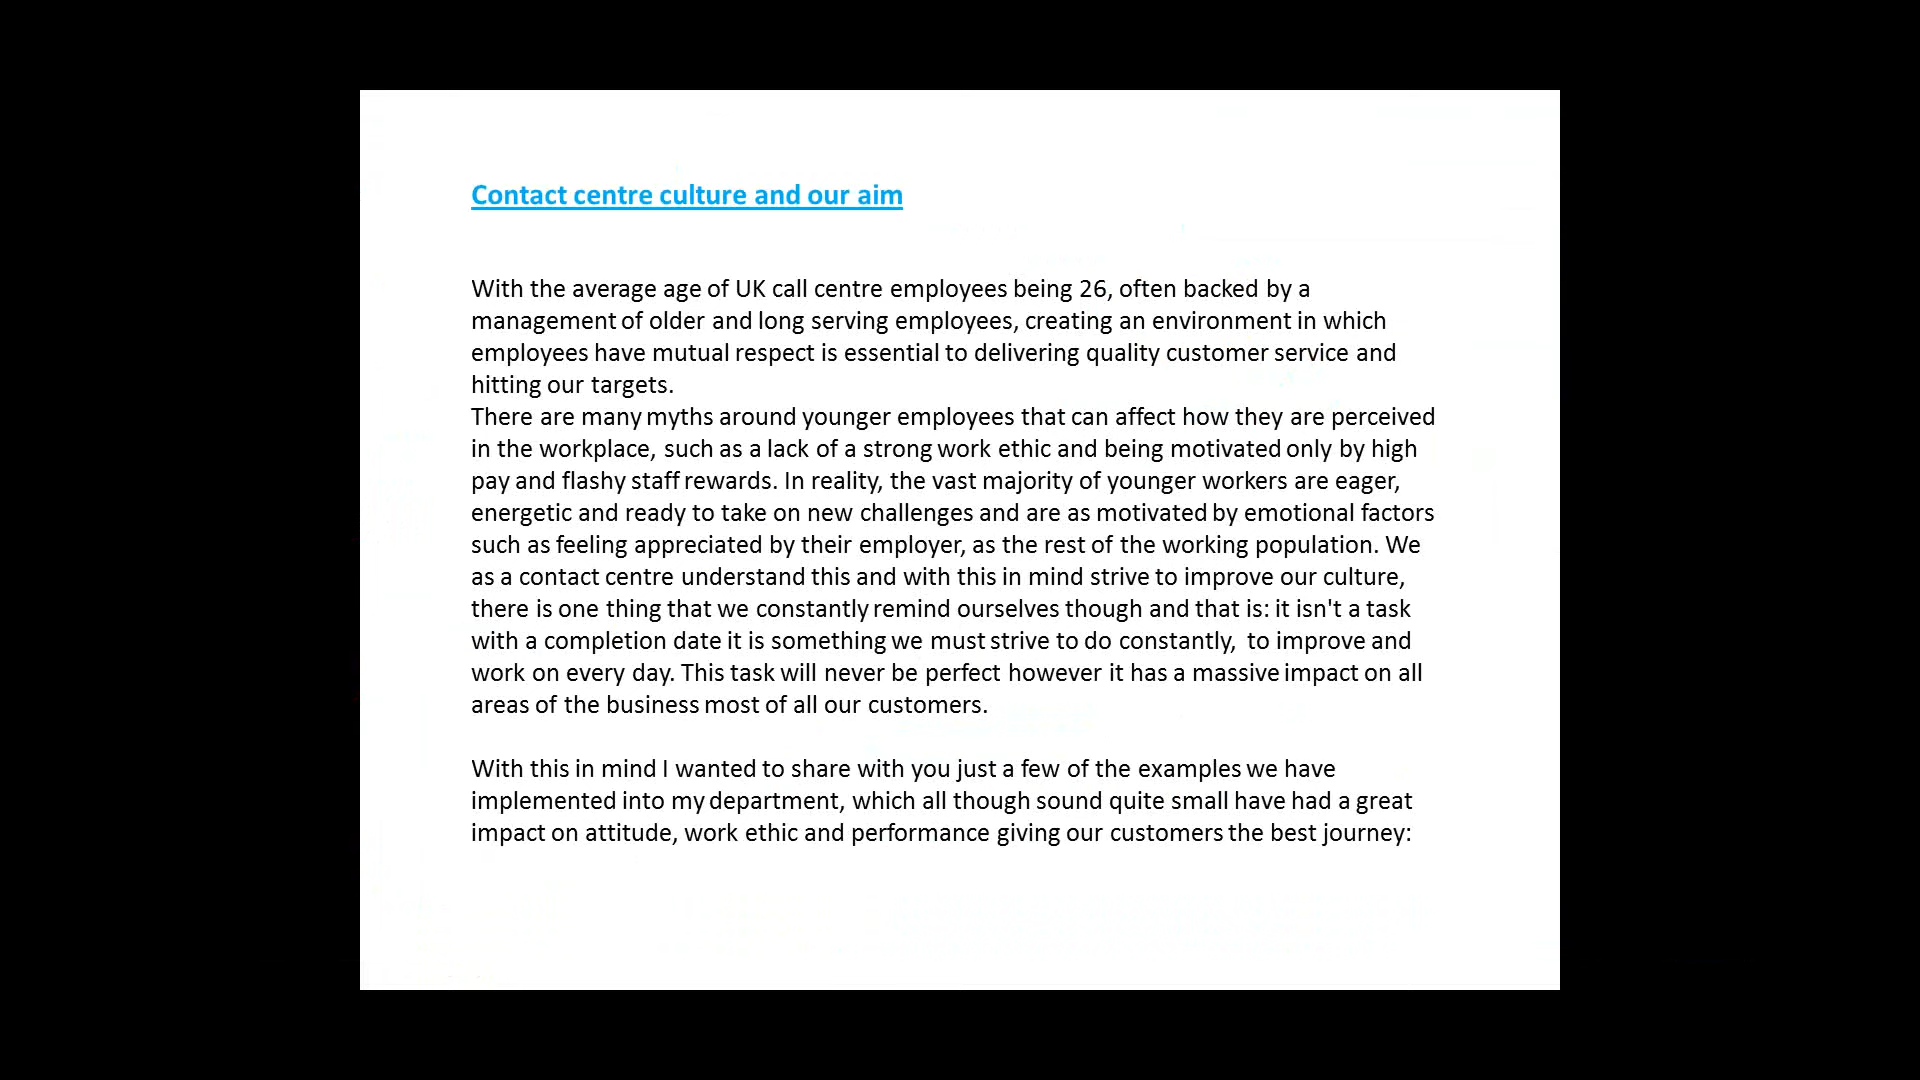 Contact centre culture and our aim
With the average age of UK call centre employees being 26, often backed by a
management of older and long serving employees, creating an environment in which
employees have mutual respect is essential to delivering quality customer service and
hitting our targets.
There are many myths around younger employees that can affect how they are perceived
in the workplace, such as a lack of a strong work ethic and being motivated only by high
pay and flashy staff rewards. In reality, the vast majority of younger workers are eager,
energetic and ready to take on new challenges and are as motivated by emotional factors
such as feeling appreciated by their employer, as the rest of the working population. We
as a contact centre understand this and with this in mind strive to improve our culture,
there is one thing that we constantly remind ourselves though and that is: it isn't a task
with a completion date it is something we must strive to do constantly, to improve and
work on every day. This task will never be perfect however it has a massive impact on all
areas of the business most of all our customers.
With this in mind I wanted to share with you just a few of the examples we have
implemented into my department, which all though sound quite small have had a great
impact on attitude, work ethic and performance giving our customers the best journey: